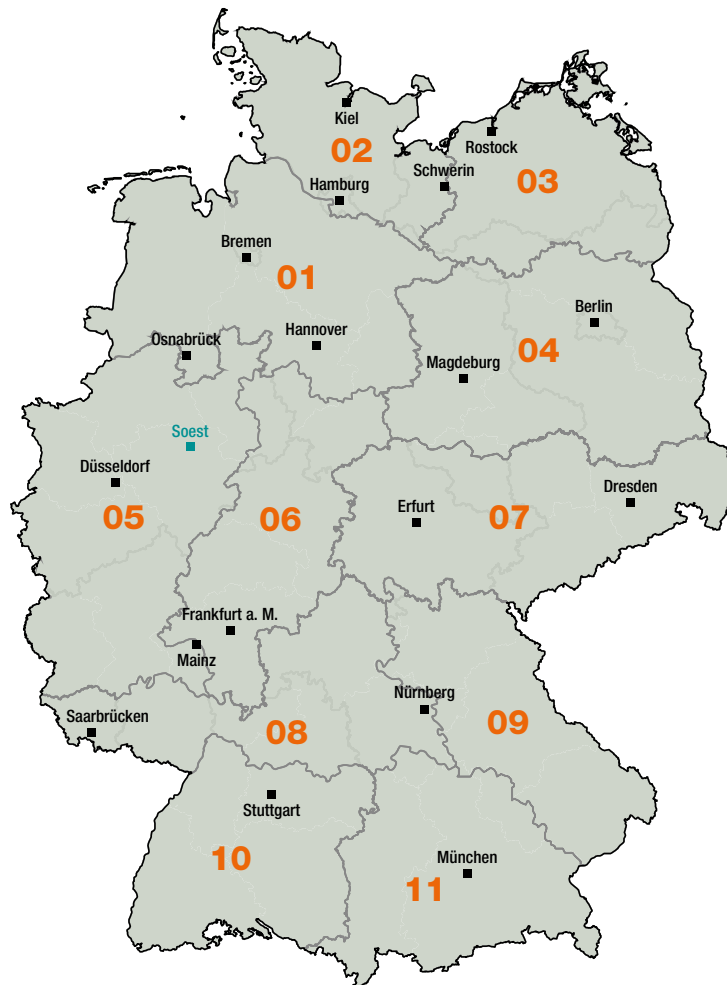 Kiel
02
Rostock
Schwerin
03
Hamburg
Bremen
01
Berlin
Hannover
Osnabrück
04
Magdeburg
Soest
Düsseldorf
Dresden
Erfurt
05
06
07
Frankfurt a. M.
Mainz
Nürnberg
Saarbrücken
09
08
Stuttgart
10
München
11